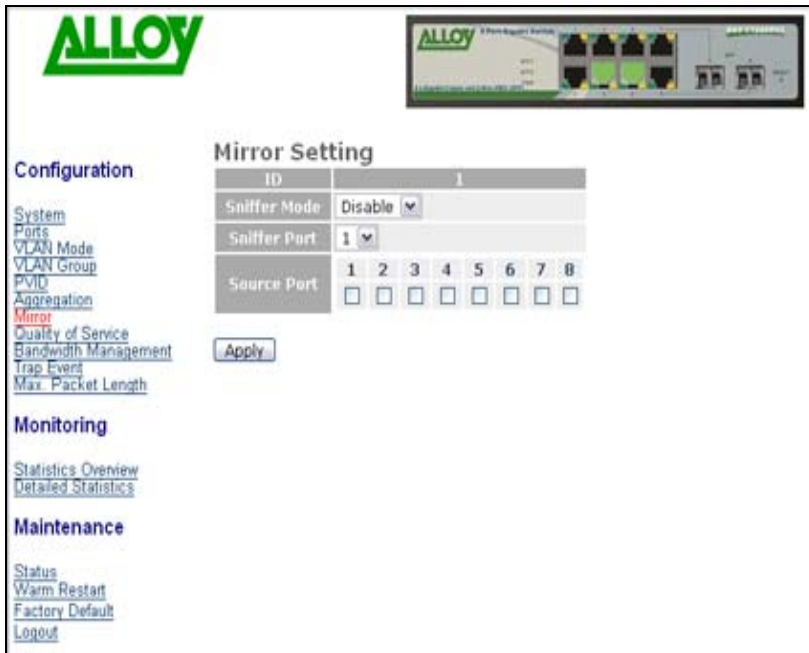 ALLOY
ALLOY
Configuration
System
Ports
VLAN Mode
VLAN Group
PVID
Aggregation
Mirror
Quality of Service
Bandwidth Management
Trap Event
Max. Packet Length
Monitoring
Statistics Overview
Detailed Statistics
Maintenance
Status
Warm Restart
Factory Default
Logout
Mirror Setting
ID 1
Sniffer Mode Disable
Sniffer Port 1
Source Port 1 2 3 4 5 6 7 8
Apply